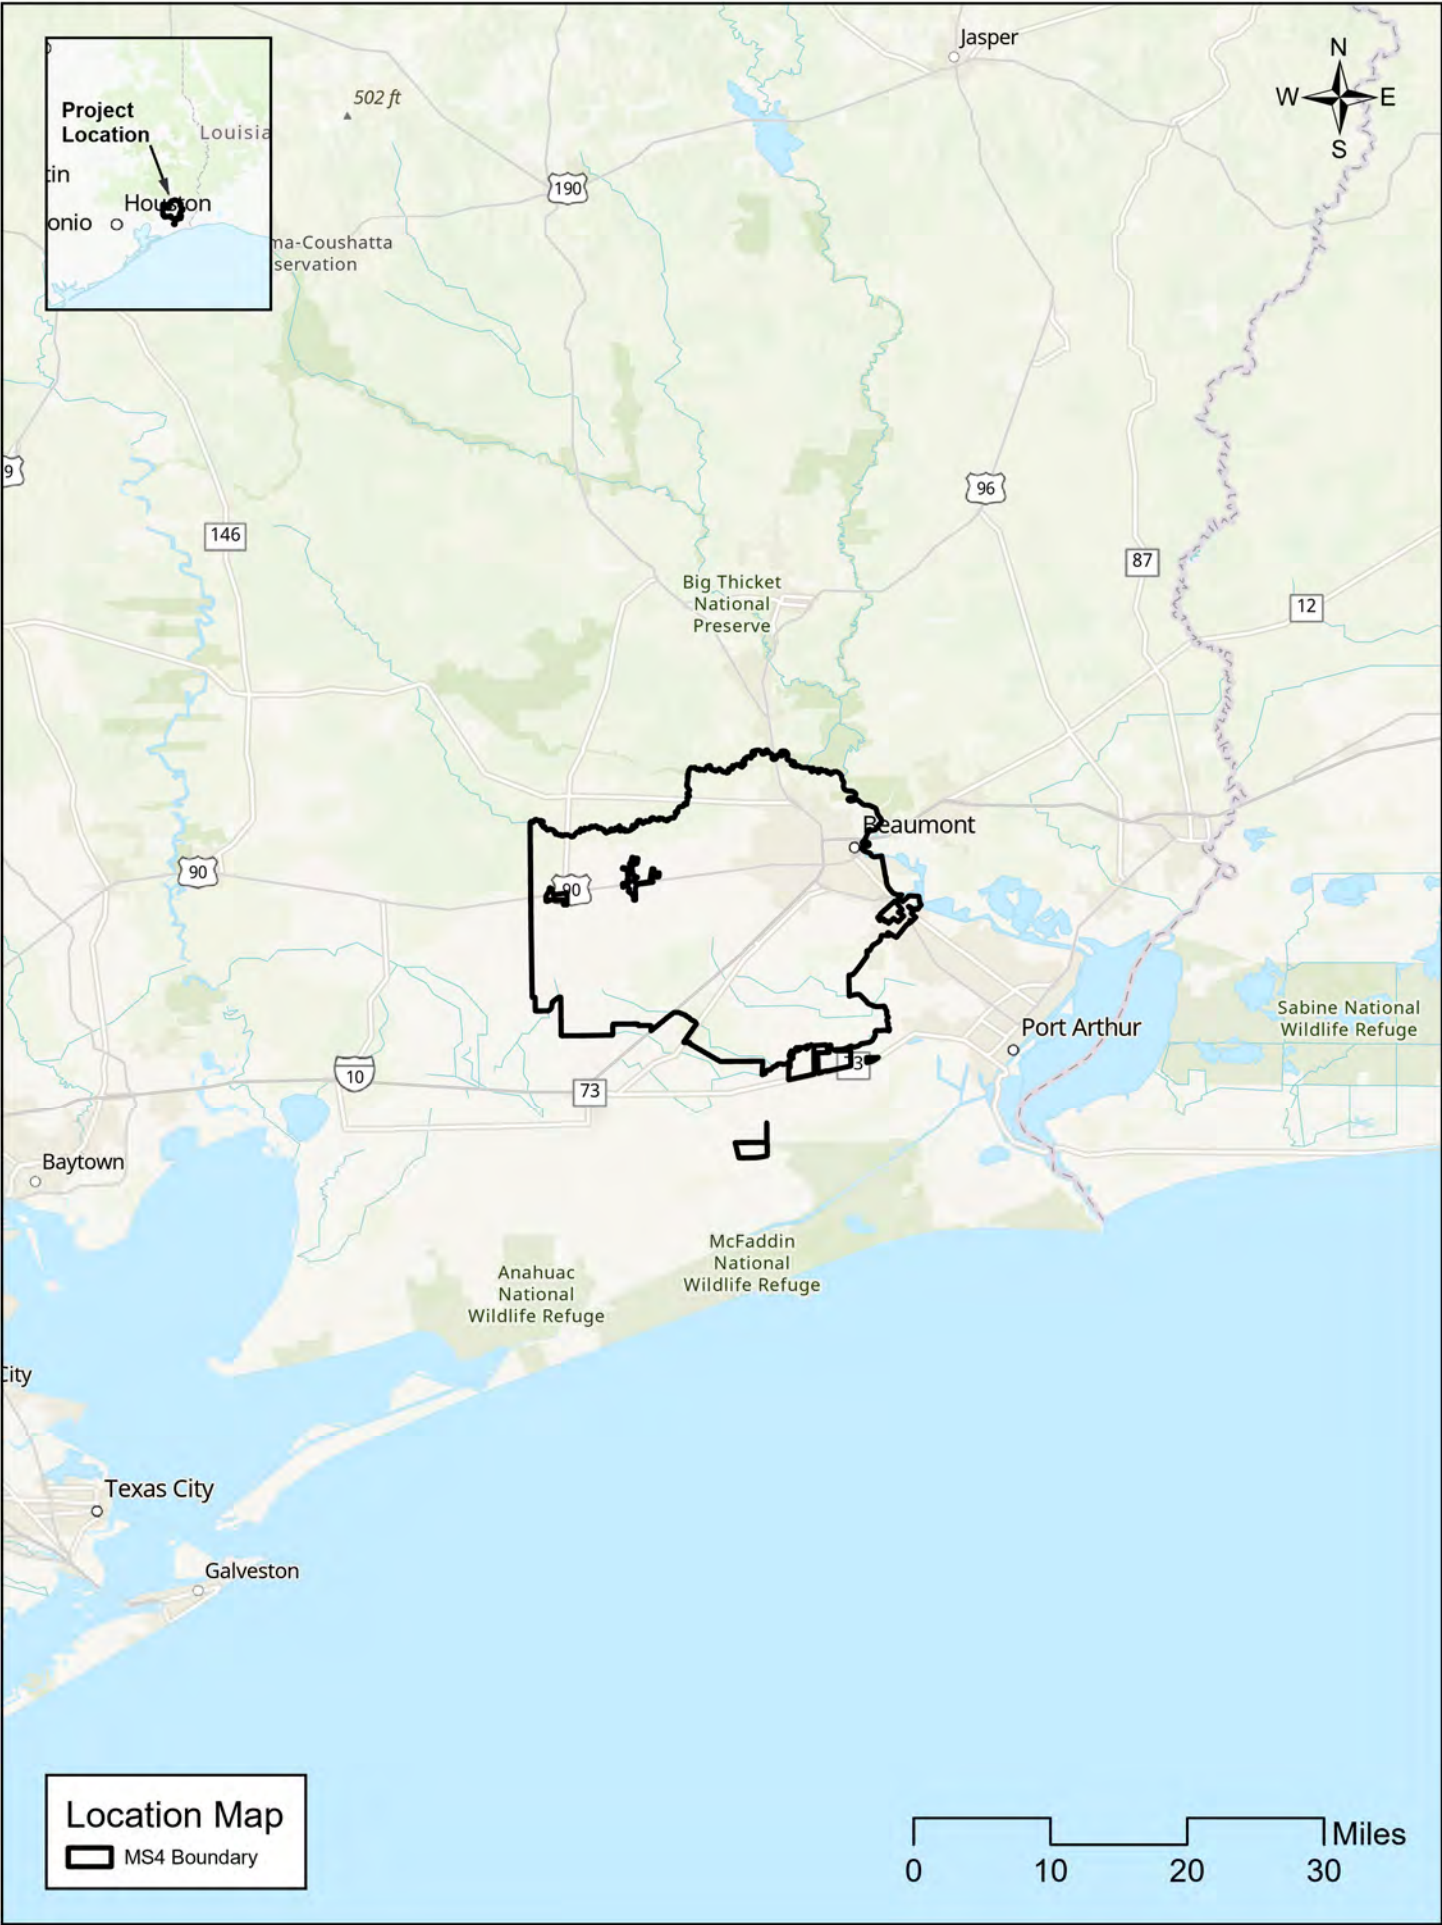 Jasper
N
W
E
S
502 ft
Project
Location
Louisia
tin
Houston
onio
190
ma-Coushatta
servation
9
96
146
87
Big Thicket
National
Preserve
12
Beaumont
90
90
Sabine National
Wildlife Refuge
Port Arthur
10
73
73
Baytown
McFaddin
National
Wildlife Refuge
Anahuac
National
Wildlife Refuge
City
Texas City
Galveston
Location Map
MS4 Boundary
Miles
0
10
20
30